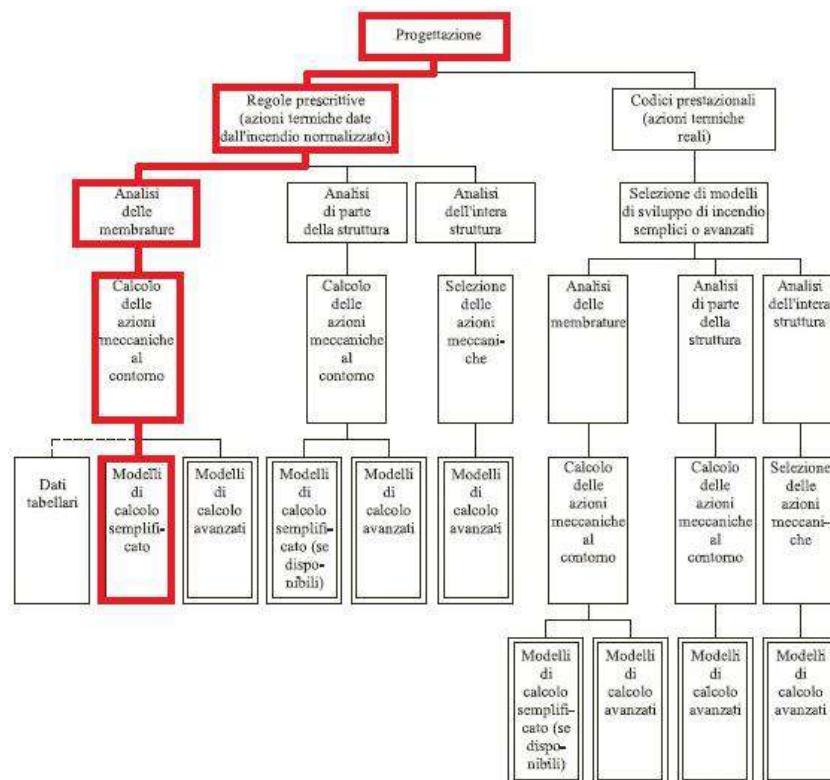 Progettazione
Regole prescrittive
(azioni termiche date
dall'incendio normalizzato)
Codici prestazionali
(azioni termiche
reali)
Analisi
delle
membrature
Analisi
di parte
della struttura
Analisi
dell'intera
struttura
Selezione di modelli
di sviluppo di incendio
semplici o avanzati
Calcolo
delle
azioni
meccaniche
al
contorno
Calcolo
delle
azioni
meccaniche
al
contorno
Selezione
delle
azioni
meccani-
che
Analisi
delle
membrature
Analisi
di parte
della
struttura
Analisi
dell'intera
struttura
Dati
tabellari
Modelli
di
calcolo
semplifi-
cato
Modelli
di
calcolo
avanzati
Modelli
di calcolo
semplifi-
cato (se
dispo-
nibili)
Modelli
di
calcolo
avanzati
Modelli
di
calcolo
avanzati
Calcolo
delle
azioni
meccaniche
al
contorno
Calcolo
delle
azioni
meccaniche
al
contorno
Selezione
delle
azioni
meccani-
che
Modelli
di
calcolo
semplifi-
cato (se
dispo-
nibili)
Modelli
di
calcolo
avanzati
Modelli
di
calcolo
avanzati
Modelli
di
calcolo
avanzati